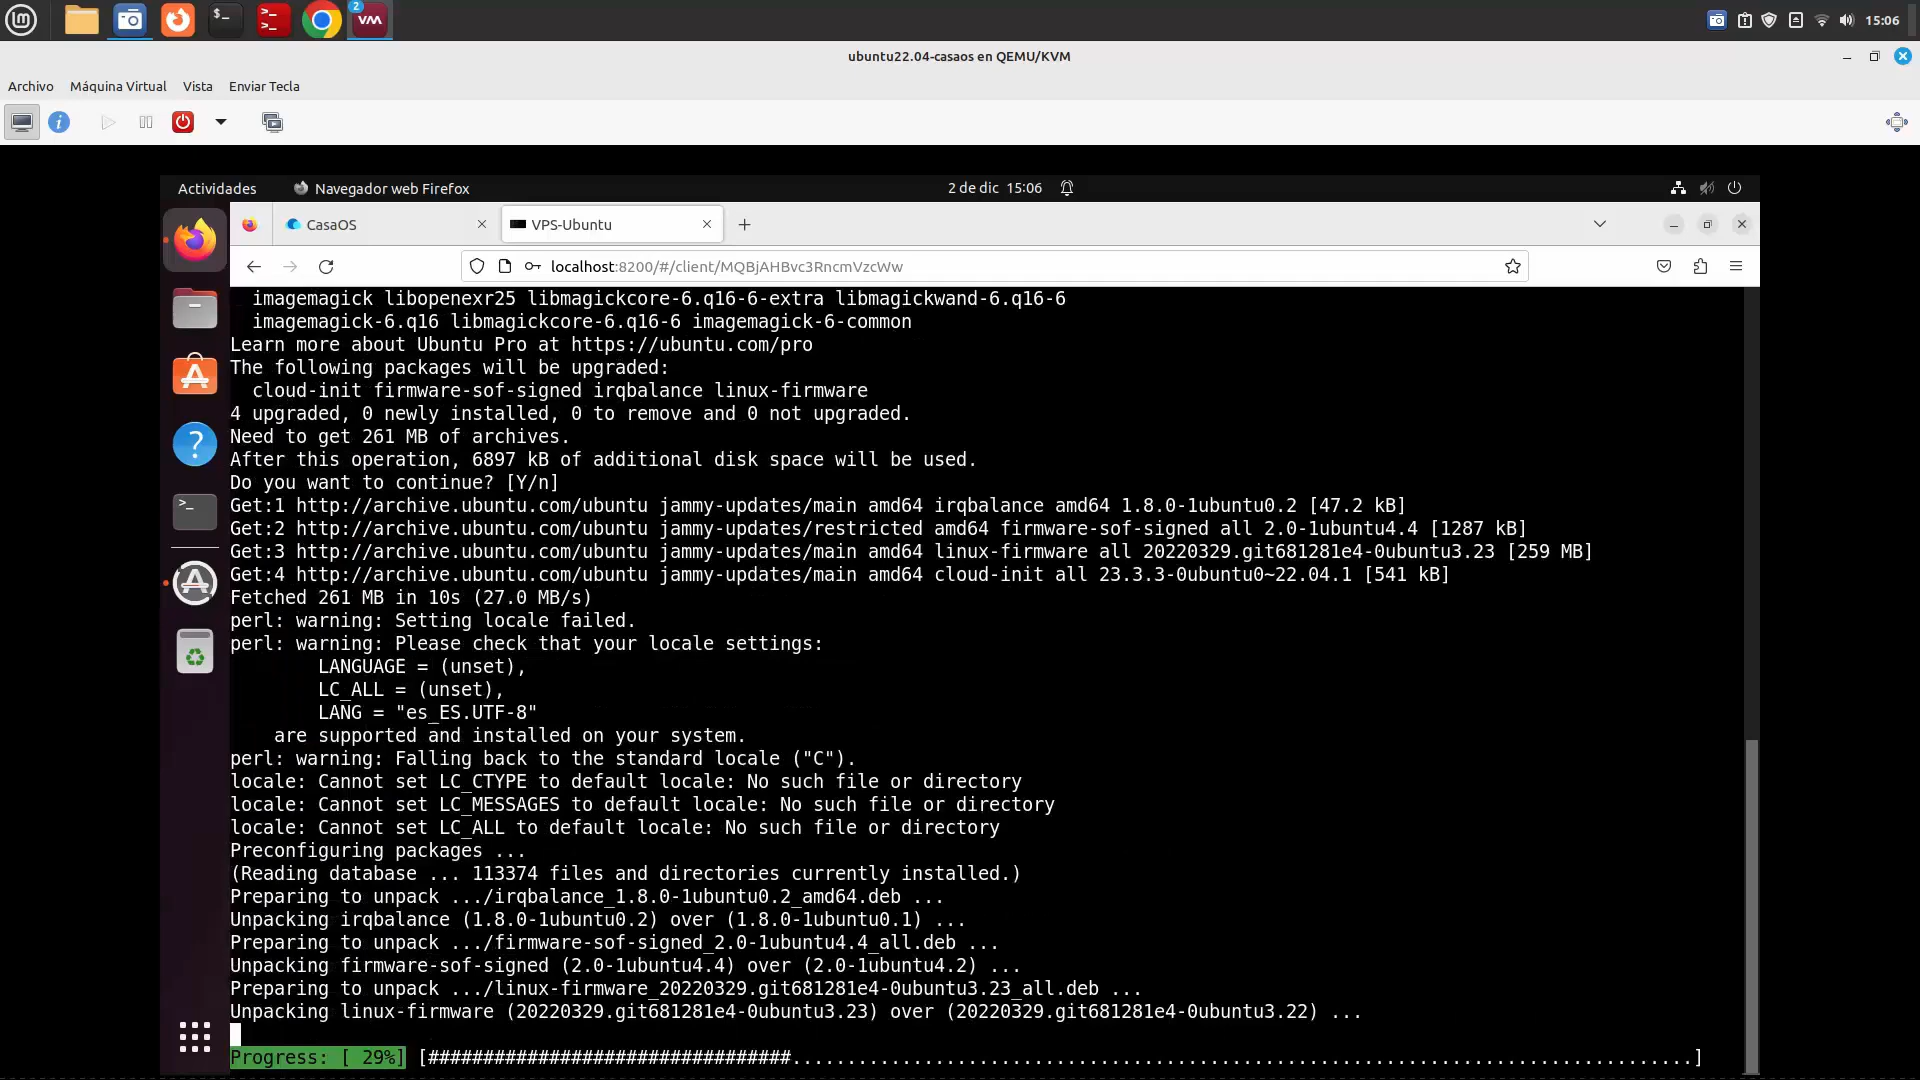 2
VM
15:06
ubuntu22.04-casaos en QEMU/KVM
Archivo Máquina Virtual Vista Enviar Tecla
Actividades Navegador web Firefox 2 de dic 15:06
CasaOS VPS-Ubuntu
localhost:8200/#/client/MQBjAHBvc3RncmVzcWw
imagemagick libopenexr25 libmagickcore-6.q16-6-extra libmagickwand-6.q16-6
imagemagick-6.q16 libmagickcore-6.q16-6 imagemagick-6-common
Learn more about Ubuntu Pro at https://ubuntu.com/pro
The following packages will be upgraded:
cloud-init firmware-sof-signed irqbalance linux-firmware
4 upgraded, 0 newly installed, 0 to remove and 0 not upgraded.
Need to get 261 MB of archives.
After this operation, 6897 kB of additional disk space will be used.
Do you want to continue? [Y/n]
Get:1 http://archive.ubuntu.com/ubuntu jammy-updates/main amd64 irqbalance amd64 1.8.0-1ubuntu0.2 [47.2 kB]
Get:2 http://archive.ubuntu.com/ubuntu jammy-updates/restricted amd64 firmware-sof-signed all 2.0-1ubuntu4.4 [1287 kB]
Get:3 http://archive.ubuntu.com/ubuntu jammy-updates/main amd64 linux-firmware all 20220329.git681281e4-0ubuntu3.23 [259 MB]
Get:4 http://archive.ubuntu.com/ubuntu jammy-updates/main amd64 cloud-init all 23.3.3-0ubuntu0~22.04.1 [541 kB]
Fetched 261 MB in 10s (27.0 MB/s)
perl: warning: Setting locale failed.
perl: warning: Please check that your locale settings:
LANGUAGE = (unset),
LC_ALL = (unset),
LANG = "es_ES.UTF-8"
are supported and installed on your system.
perl: warning: Falling back to the standard locale ("C").
locale: Cannot set LC_CTYPE to default locale: No such file or directory
locale: Cannot set LC_MESSAGES to default locale: No such file or directory
locale: Cannot set LC_ALL to default locale: No such file or directory
Preconfiguring packages ...
(Reading database ... 113374 files and directories currently installed.)
Preparing to unpack .../irqbalance_1.8.0-1ubuntu0.2_amd64.deb ...
Unpacking irqbalance (1.8.0-1ubuntu0.2) over (1.8.0-1ubuntu0.1) ...
Preparing to unpack .../firmware-sof-signed_2.0-1ubuntu4.4_all.deb ...
Unpacking firmware-sof-signed (2.0-1ubuntu4.4) over (2.0-1ubuntu4.2) ...
Preparing to unpack .../linux-firmware_20220329.git681281e4-0ubuntu3.23_all.deb ...
Unpacking linux-firmware (20220329.git681281e4-0ubuntu3.23) over (20220329.git681281e4-0ubuntu3.22) ...
Progress: [ 29%] [#################################..................................................................................]